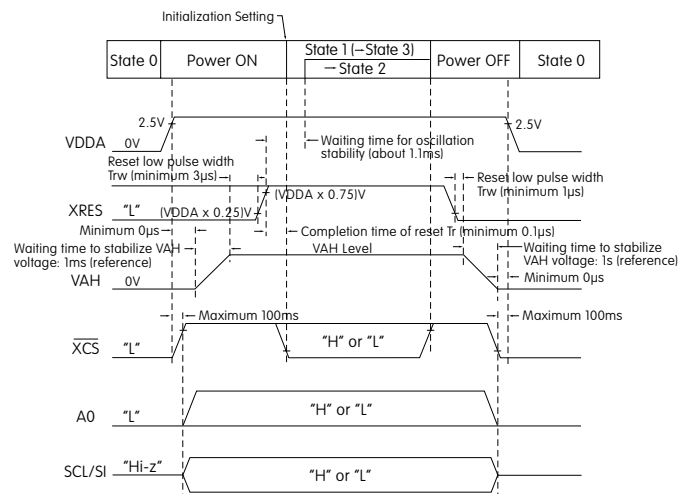 Initialization Setting
State 0
Power ON
State 1 (→State 3)
→ State 2
Power OFF
State 0
2.5V
2.5V
VDDA
0V
Waiting time for oscillation
stability (about 1.1ms)
Reset low pulse width
Trw (minimum 3µs)
Reset low pulse width
Trw (minimum 1µs)
(VDDA x 0.75)V
XRES
"L"
(VDDA x 0.25)V
Minimum 0µs
Completion time of reset Tr (minimum 0.1µs)
Waiting time to stabilize VAH
voltage: 1ms (reference)
VAH Level
Waiting time to stabilize
VAH voltage: 1s (reference)
VAH
0V
Minimum 0µs
Maximum 100ms
Maximum 100ms
XCS
"L"
"H" or "L"
A0
"L"
"H" or "L"
SCL/SI
"Hi-z"
"H" or "L"